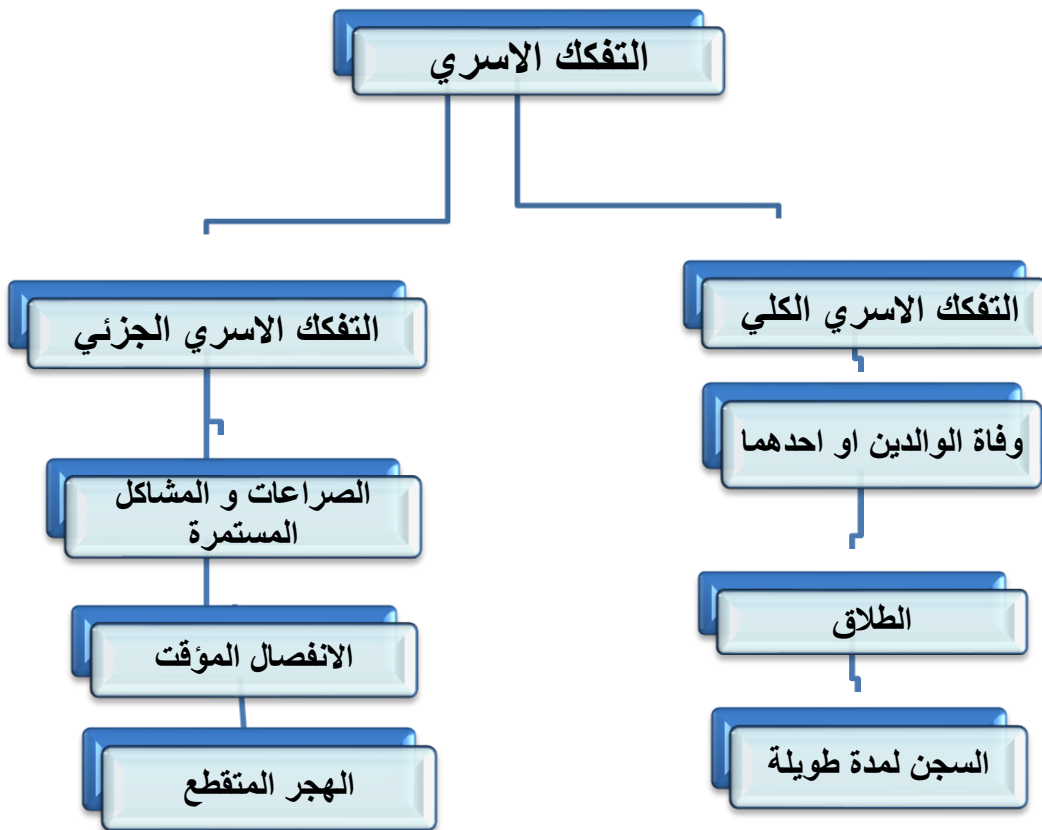 التفكك الاسري
التفكك الاسري الكلي
وفاة الوالدين او احدهما
الطلاق
السجن لمدة طويلة
التفكك الاسري الجزئي
الصراعات و المشاكل
المستمرة
الانفصال المؤقت
الهجر المتقطع